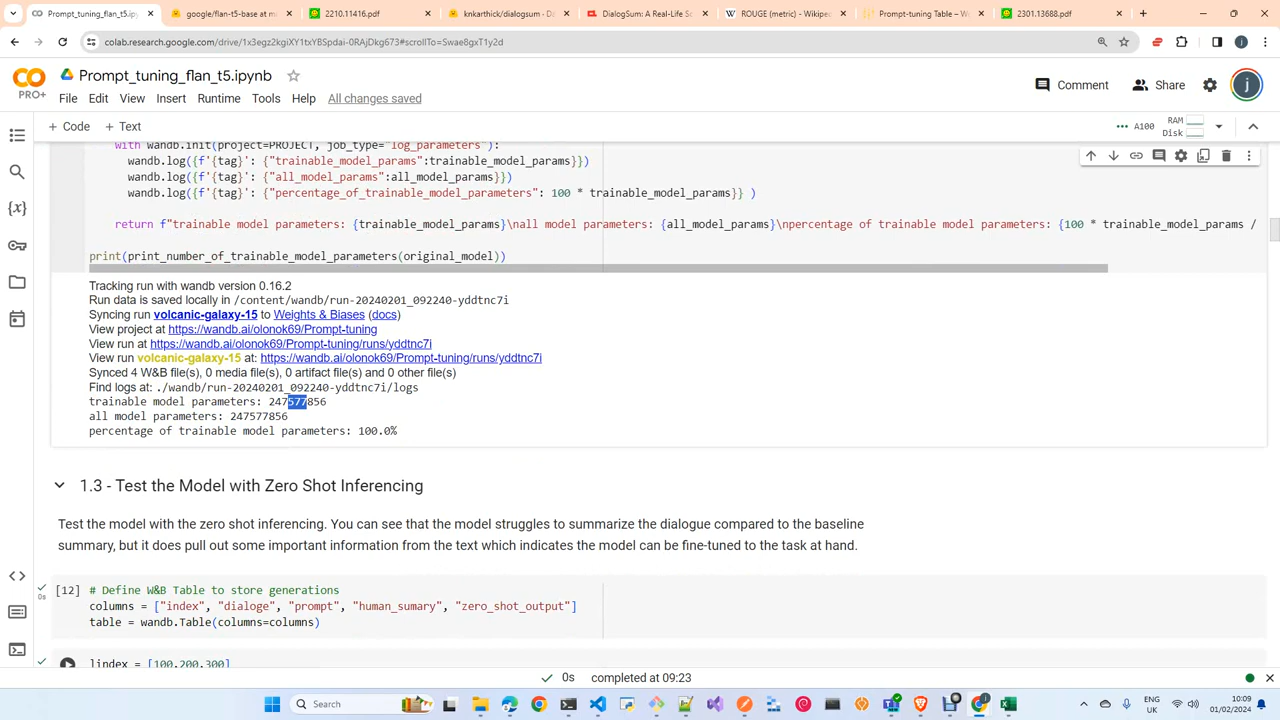 Prompt_tuning_flan_t5.ip
google/flan-t5-base at m
2210.11416.pdf
knkarthick/dialogsum · Da
DialogSum: A Real-Life S
ROUGE (metric) - Wikiped
Prompt-tuning Table – W
2301.13688.pdf
colab.research.google.com/drive/1x3egz2kgiXY1txYBSpdai-0RAjDkg673#scrollTo=Swae8gxT1y2d
j
PRO+
Prompt_tuning_flan_t5.ipynb
Comment
Share
j
File Edit View Insert Runtime Tools Help All changes saved
+ Code + Text
A100
RAM
Disk
with wandb.init(project=PROJECT, job_type="log_parameters"):
wandb.log({f'{tag}': {"trainable_model_params":trainable_model_params}})
wandb.log({f'{tag}': {"all_model_params":all_model_params}})
wandb.log({f'{tag}': {"percentage_of_trainable_model_parameters": 100 * trainable_model_params}} )
return f"trainable model parameters: {trainable_model_params}\nall model parameters: {all_model_params}\npercentage of trainable model parameters: {100 * trainable_model_params /
print(print_number_of_trainable_model_parameters(original_model))
Tracking run with wandb version 0.16.2
Run data is saved locally in /content/wandb/run-20240201_092240-yddtnc7i
Syncing run volcanic-galaxy-15 to Weights & Biases (docs)
View project at https://wandb.ai/olonok69/Prompt-tuning
View run at https://wandb.ai/olonok69/Prompt-tuning/runs/yddtnc7i
View run volcanic-galaxy-15 at: https://wandb.ai/olonok69/Prompt-tuning/runs/yddtnc7i
Synced 4 W&B file(s), 0 media file(s), 0 artifact file(s) and 0 other file(s)
Find logs at: ./wandb/run-20240201_092240-yddtnc7i/logs
trainable model parameters: 247577856
all model parameters: 247577856
percentage of trainable model parameters: 100.0%
1.3 - Test the Model with Zero Shot Inferencing
Test the model with the zero shot inferencing. You can see that the model struggles to summarize the dialogue compared to the baseline
summary, but it does pull out some important information from the text which indicates the model can be fine-tuned to the task at hand.
[12] # Define W&B Table to store generations
0s
columns = ["index", "dialoge", "prompt", "human_sumary", "zero_shot_output"]
table = wandb.Table(columns=columns)
lindex = [100,200,300]
0s completed at 09:23
Search
ENG
UK
10:09
01/02/2024